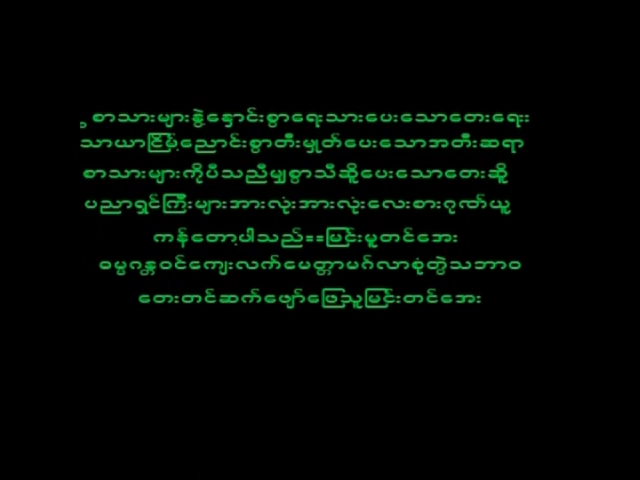 စာသားများနွဲ့နှောင်းစွာရေးသားပေးသောတေးရေး
သာယာငြိမ့်ညောင်းစွာတီးမှုတ်ပေးသောအတီးဆရာ
စာသားများကိုပီသညီမျှစွာသီဆိူပေးသောတေးဆို
ပညာရှင်ကြီးများအားလုံးအားလုံးလေးစားဂုဏ်ယူ
ကန်တော့ပါသည်==မြင်းမူတင်အေး
ဓမ္မဂန္တဝင်ကျေးလက်မေတ္တာမဂ်လာစုံတွဲသဘာဝ
တေးတင်ဆက်ဖျော်ဖြေသူမြင်းတင်အေး